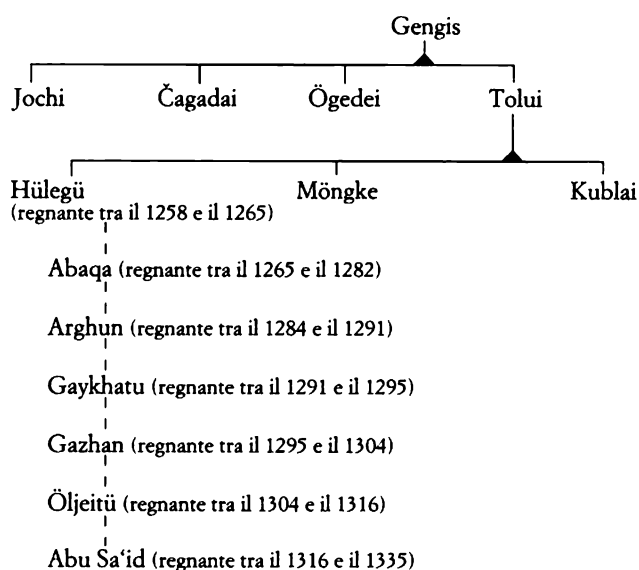 Gengis
Jochi Čagadai Ögedei Tolui
Hülegü Möngke Kublai
(regnante tra il 1258 e il 1265)
Abaqa (regnante tra il 1265 e il 1282)
Arghun (regnante tra il 1284 e il 1291)
Gaykhatu (regnante tra il 1291 e il 1295)
Gazhan (regnante tra il 1295 e il 1304)
Öljeitü (regnante tra il 1304 e il 1316)
Abu Sa‘id (regnante tra il 1316 e il 1335)